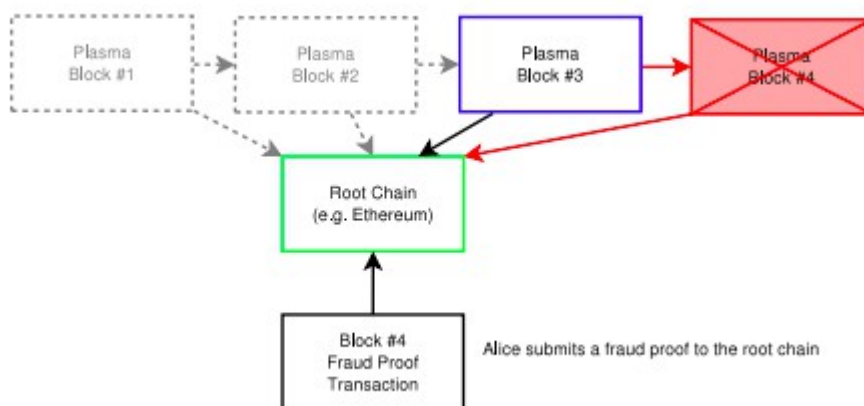 Plasma
Block #1
Plasma
Block #2
Plasma
Block #3
Plasma
Block #4
Root Chain
(e.g. Ethereum)
Block #4
Fraud Proof
Transaction
Alice submits a fraud proof to the root chain